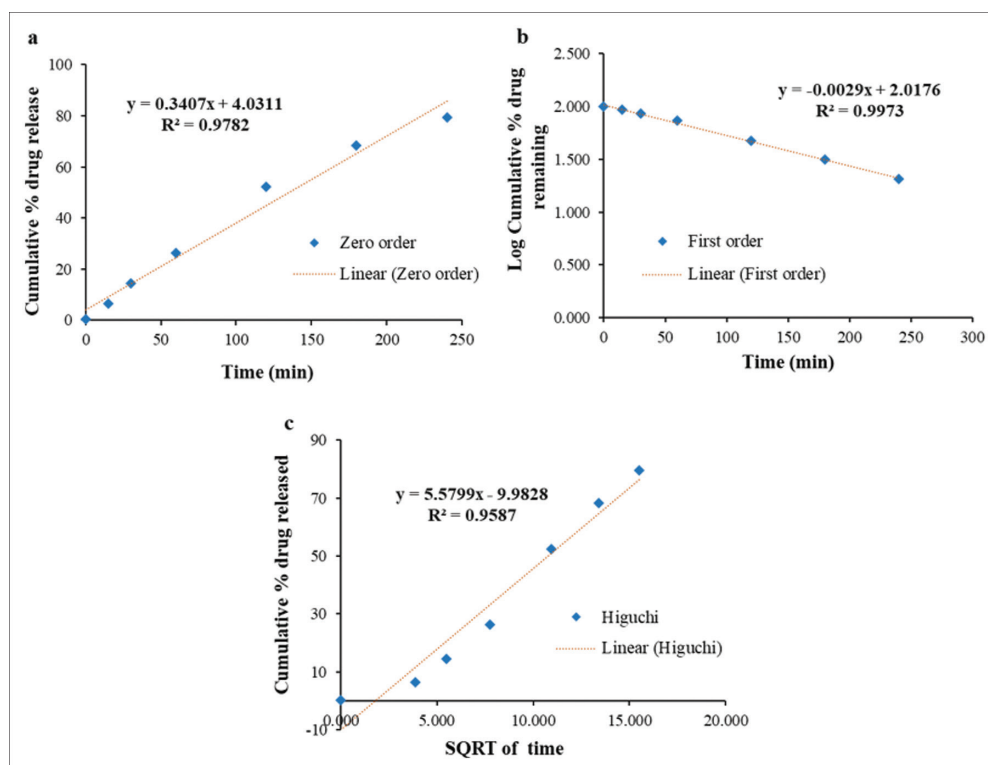 a
100
80
60
40
20
0
0 50 100 150 200 250
Cumulative % drug release
Time (min)
y = 0.3407x + 4.0311
R² = 0.9782
Zero order
Linear (Zero order)
b
2.500
2.000
1.500
1.000
0.500
0.000
0 50 100 150 200 250 300
Log Cumulative % drug
remaining
Time (min)
y = -0.0029x + 2.0176
R² = 0.9973
First order
Linear (First order)
c
90
70
50
30
10
-10
0.000 5.000 10.000 15.000 20.000
Cumulative % drug released
SQRT of time
y = 5.5799x - 9.9828
R² = 0.9587
Higuchi
Linear (Higuchi)